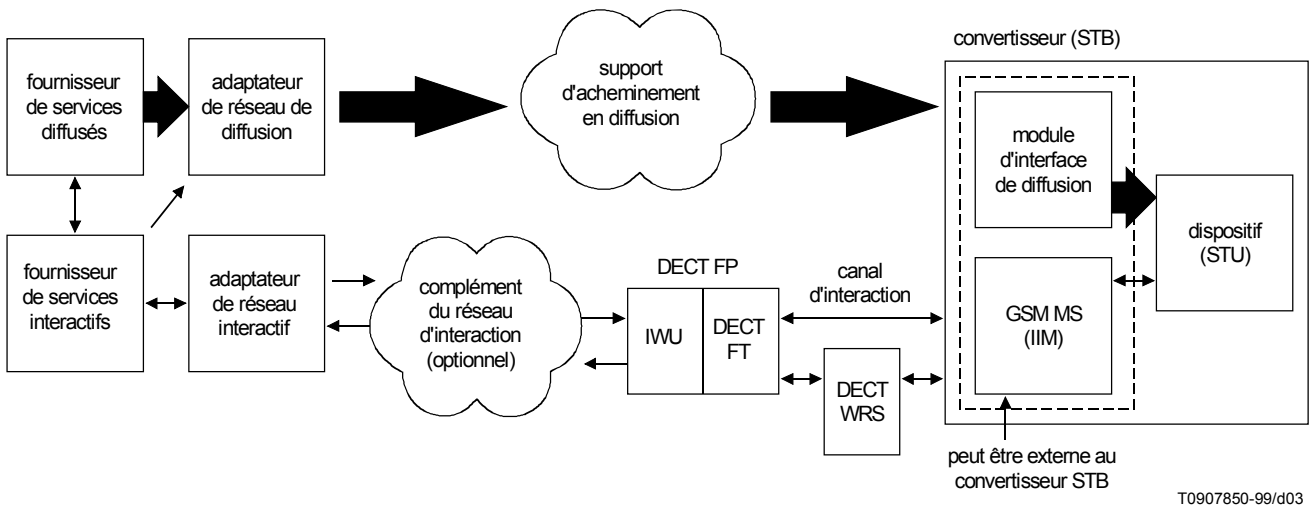 convertisseur (STB)
fournisseur
de services
diffusés
adaptateur
de réseau de
diffusion
support
d'acheminement
en diffusion
module
d'interface
de diffusion
dispositif
(STU)
fournisseur
de services
interactifs
adaptateur
de réseau
interactif
complément
du réseau
d'interaction
(optionnel)
DECT FP
IWU
DECT
FT
canal
d'interaction
DECT
WRS
GSM MS
(IIM)
peut être externe au
convertisseur STB
T0907850-99/d03